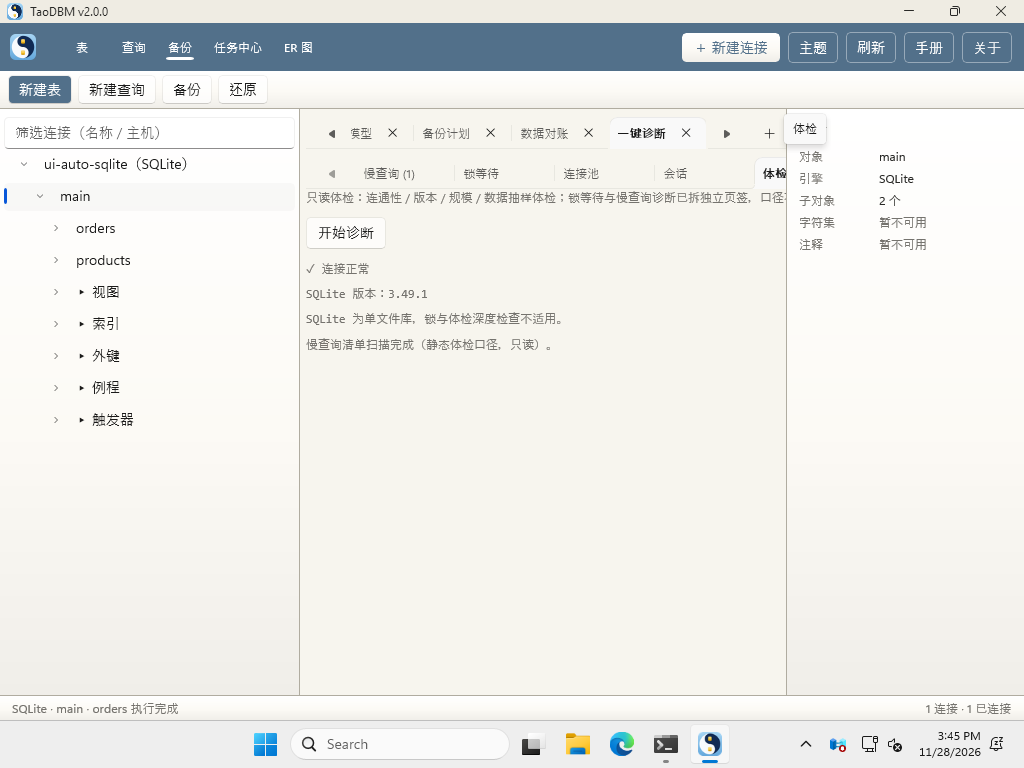 TaoDBM v2.0.0
表 查询 备份 任务中心 ER 图 + 新建连接 主题 刷新 手册 关于
新建表 新建查询 备份 还原
筛选连接（名称 / 主机）
ui-auto-sqlite（SQLite）
main
orders
products
视图
索引
外键
例程
触发器
备份计划 数据对账 一键诊断
慢查询 (1) 锁等待 连接池 会话 体检
只读体检：连通性 / 版本 / 规模 / 数据抽样体检；锁等待与慢查询诊断已拆独立页签，口径
开始诊断
✓ 连接正常
SQLite 版本：3.49.1
SQLite 为单文件库，锁与体检深度检查不适用。
慢查询清单扫描完成（静态体检口径，只读）。
体检
对象 main
引擎 SQLite
子对象 2 个
字符集 暂不可用
注释 暂不可用
SQLite · main · orders 执行完成
1 连接 · 1 已连接
Search
3:45 PM
11/28/2026